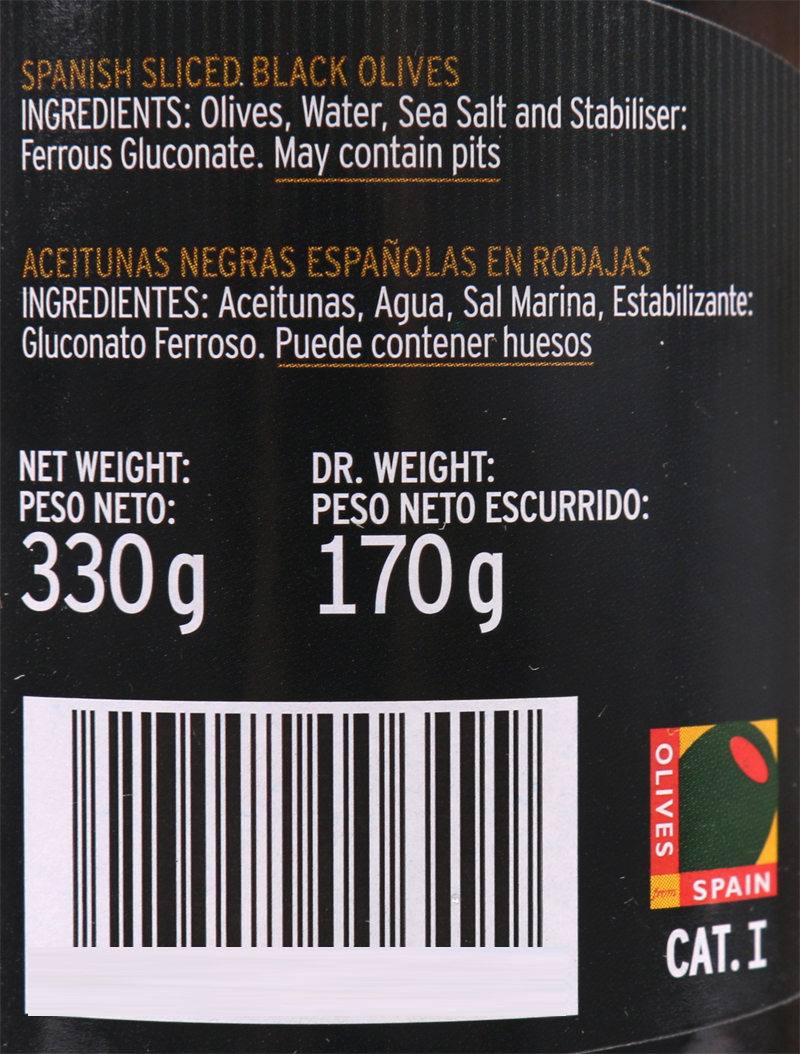 SPANISH SLICED BLACK OLIVES
INGREDIENTS: Olives, Water, Sea Salt and Stabiliser:
Ferrous Gluconate. May contain pits
ACEITUNAS NEGRAS ESPAÑOLAS EN RODAJAS
INGREDIENTES: Aceitunas, Agua, Sal Marina, Estabilizante:
Gluconato Ferroso. Puede contener huesos
NET WEIGHT:
PESO NETO:
330 g
DR. WEIGHT:
PESO NETO ESCURRIDO:
170 g
OLIVES
from SPAIN
CAT. I